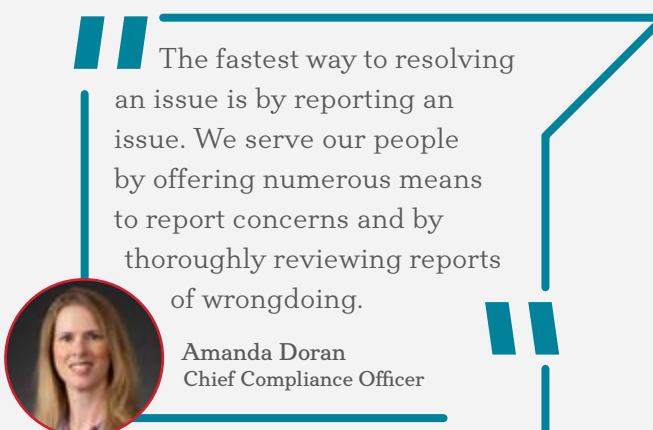 The fastest way to resolving
an issue is by reporting an
issue. We serve our people
by offering numerous means
to report concerns and by
thoroughly reviewing reports
of wrongdoing.
Amanda Doran
Chief Compliance Officer